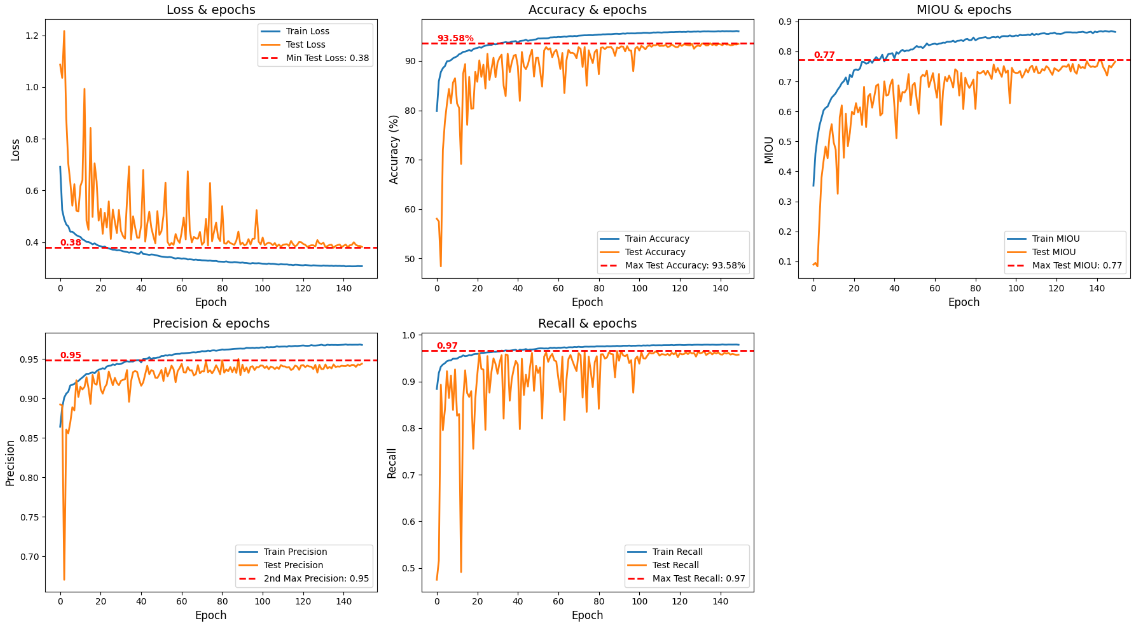 Loss & epochs
1.2
1.0
0.8
0.6
0.4
Loss
0.38
Train Loss
Test Loss
Min Test Loss: 0.38
0 20 40 60 80 100 120 140
Epoch
Accuracy & epochs
90
80
70
60
50
Accuracy (%)
93.58%
Train Accuracy
Test Accuracy
Max Test Accuracy: 93.58%
0 20 40 60 80 100 120 140
Epoch
MIOU & epochs
0.9
0.8
0.7
0.6
0.5
0.4
0.3
0.2
0.1
MIOU
0.77
Train MIOU
Test MIOU
Max Test MIOU: 0.77
0 20 40 60 80 100 120 140
Epoch
Precision & epochs
0.95
0.90
0.85
0.80
0.75
0.70
Precision
0.95
Train Precision
Test Precision
2nd Max Precision: 0.95
0 20 40 60 80 100 120 140
Epoch
Recall & epochs
1.0
0.9
0.8
0.7
0.6
0.5
Recall
0.97
Train Recall
Test Recall
Max Test Recall: 0.97
0 20 40 60 80 100 120 140
Epoch